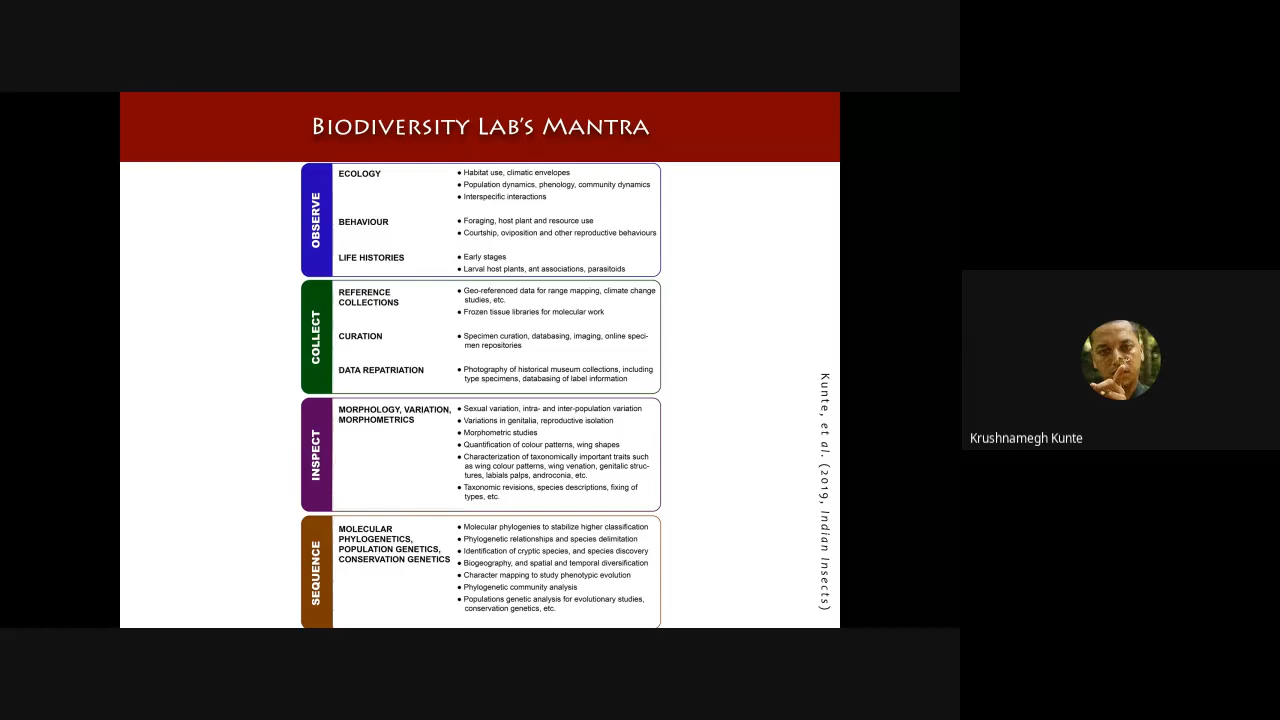 Biodiversity Lab's Mantra
OBSERVE
ECOLOGY
● Habitat use, climatic envelopes
● Population dynamics, phenology, community dynamics
● Interspecific interactions
BEHAVIOUR
● Foraging, host plant and resource use
● Courtship, oviposition and other reproductive behaviours
LIFE HISTORIES
● Early stages
● Larval host plants, ant associations, parasitoids
COLLECT
REFERENCE
COLLECTIONS
● Geo-referenced data for range mapping, climate change
studies, etc.
● Frozen tissue libraries for molecular work
CURATION
● Specimen curation, databasing, imaging, online speci-
men repositories
DATA REPATRIATION
● Photography of historical museum collections, including
type specimens, databasing of label information
INSPECT
MORPHOLOGY, VARIATION,
MORPHOMETRICS
● Sexual variation, intra- and inter-population variation
● Variations in genitalia, reproductive isolation
● Morphometric studies
● Quantification of colour patterns, wing shapes
● Characterization of taxonomically important traits such
as wing colour patterns, wing venation, genitalic struc-
tures, labials palps, androconia, etc.
● Taxonomic revisions, species descriptions, fixing of
types, etc.
SEQUENCE
MOLECULAR
PHYLOGENETICS,
POPULATION GENETICS,
CONSERVATION GENETICS
● Molecular phylogenies to stabilize higher classification
● Phylogenetic relationships and species delimitation
● Identification of cryptic species, and species discovery
● Biogeography, and spatial and temporal diversification
● Character mapping to study phenotypic evolution
● Phylogenetic community analysis
● Populations genetic analysis for evolutionary studies,
conservation genetics, etc.
Kunte, et al. (2019, Indian Insects)
Krushnamegh Kunte